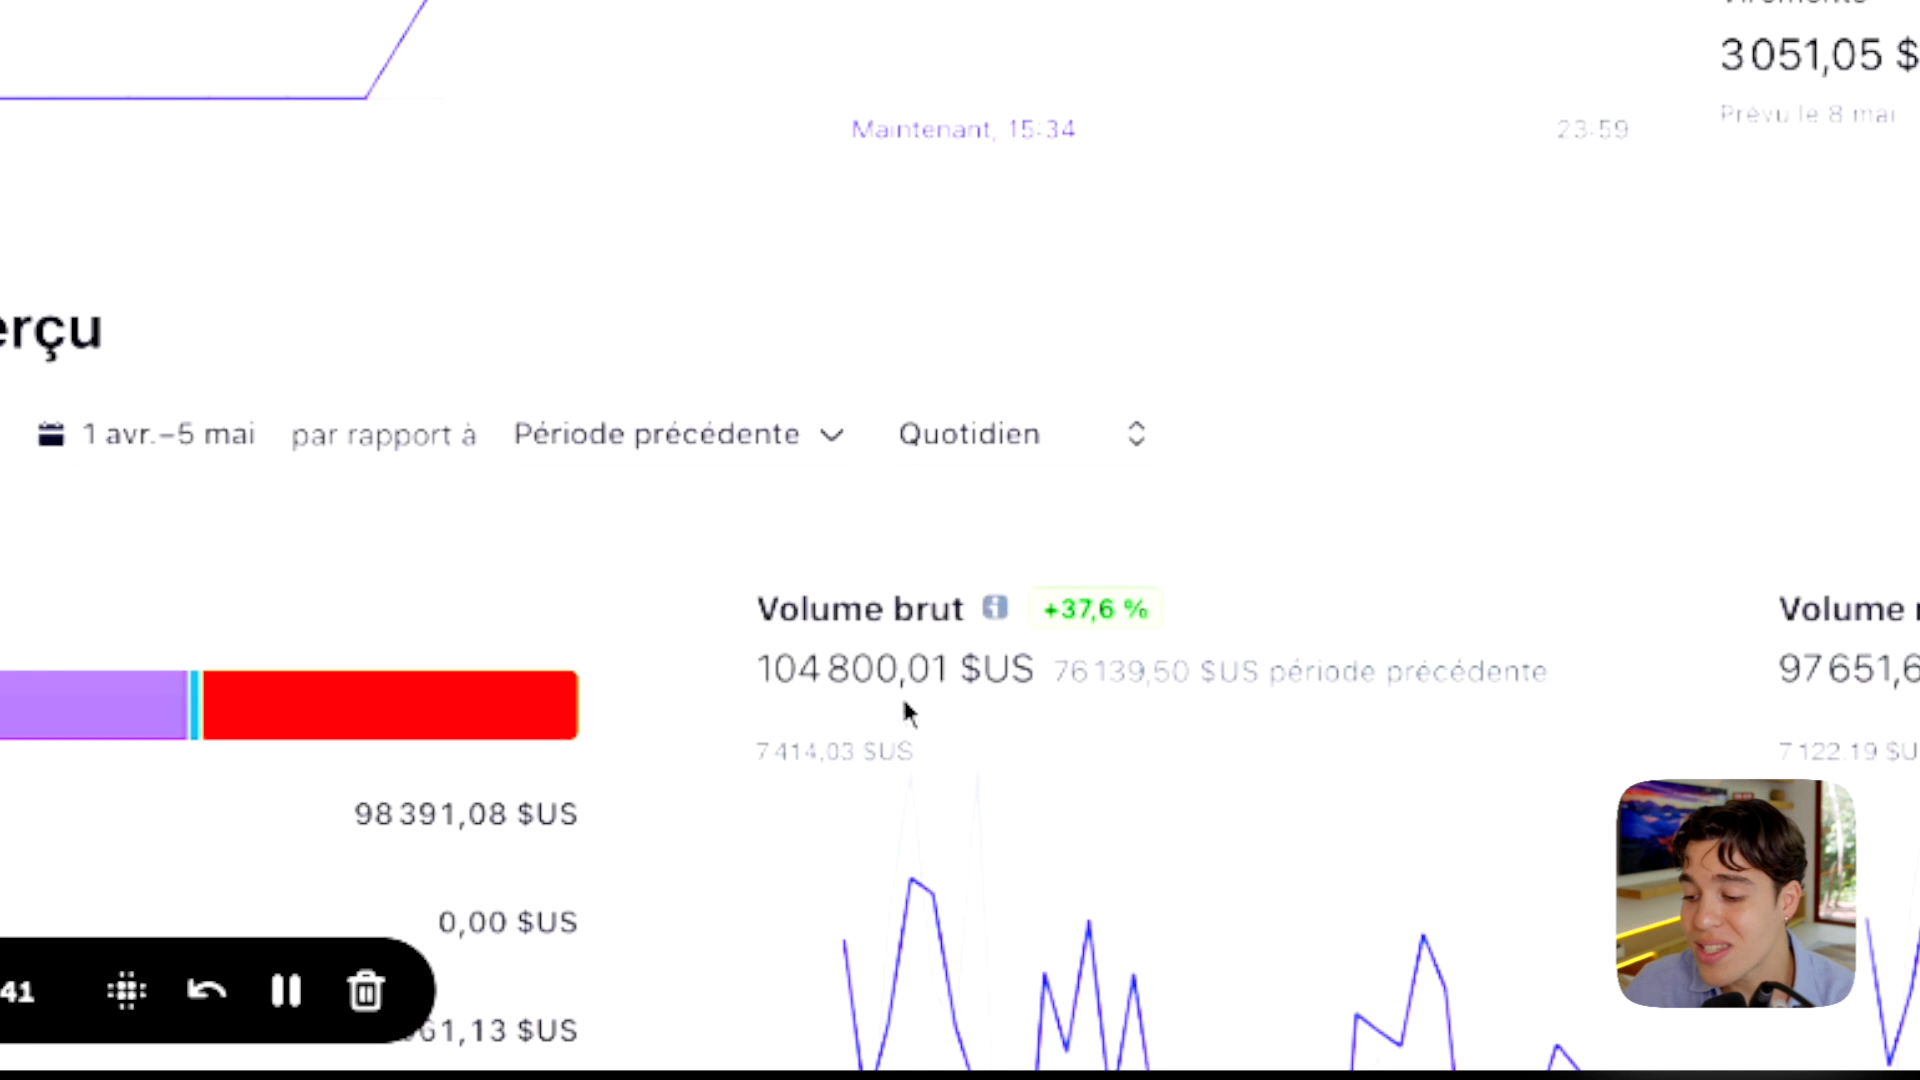 3 051,05 $
Prévu le 8 mai
Maintenant, 15:34
23:59
erçu
1 avr.–5 mai par rapport à Période précédente Quotidien
Volume brut +37,6 %
104 800,01 $US 76 139,50 $US période précédente
7 414,03 $US
Volume
97 651,6
7 122,19 $U
98 391,08 $US
0,00 $US
61,13 $US
41